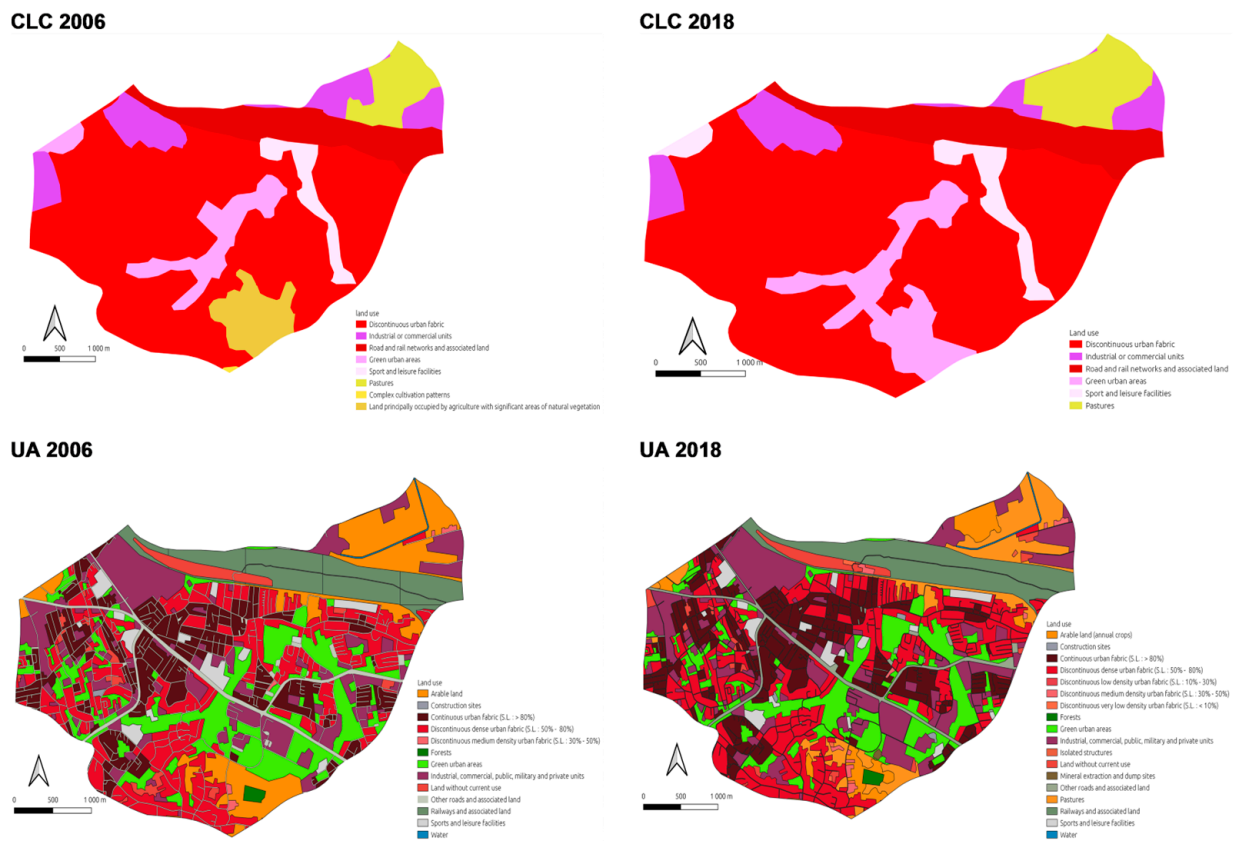 CLC 2006
CLC 2018
0 500 1 000 m
land use
Discontinuous urban fabric
Industrial or commercial units
Road and rail networks and associated land
Green urban areas
Sport and leisure facilities
Pastures
Complex cultivation patterns
Land principally occupied by agriculture with significant areas of natural vegetation
0 500 1 000 m
Land use
Discontinuous urban fabric
Industrial or commercial units
Road and rail networks and associated land
Green urban areas
Sport and leisure facilities
Pastures
UA 2006
UA 2018
0 500 1 000 m
Land use
Arable land
Construction sites
Continuous urban fabric (S.L : > 80%)
Discontinuous dense urban fabric (S.L : 50% - 80%)
Discontinuous medium density urban fabric (S.L : 30% - 50%)
Forests
Green urban areas
Industrial, commercial, public, military and private units
Land without current use
Other roads and associated land
Railways and associated land
Sports and leisure facilities
Water
0 500 1 000 m
Land use
Arable land (annual crops)
Construction sites
Continuous urban fabric (S.L : > 80%)
Discontinuous dense urban fabric (S.L : 50% - 80%)
Discontinuous low density urban fabric (S.L : 10% - 30%)
Discontinuous medium density urban fabric (S.L : 30% - 50%)
Discontinuous very low density urban fabric (S.L : < 10%)
Forests
Green urban areas
Industrial, commercial, public, military and private units
Isolated structures
Land without current use
Mineral extraction and dump sites
Other roads and associated land
Pastures
Railways and associated land
Sports and leisure facilities
Water